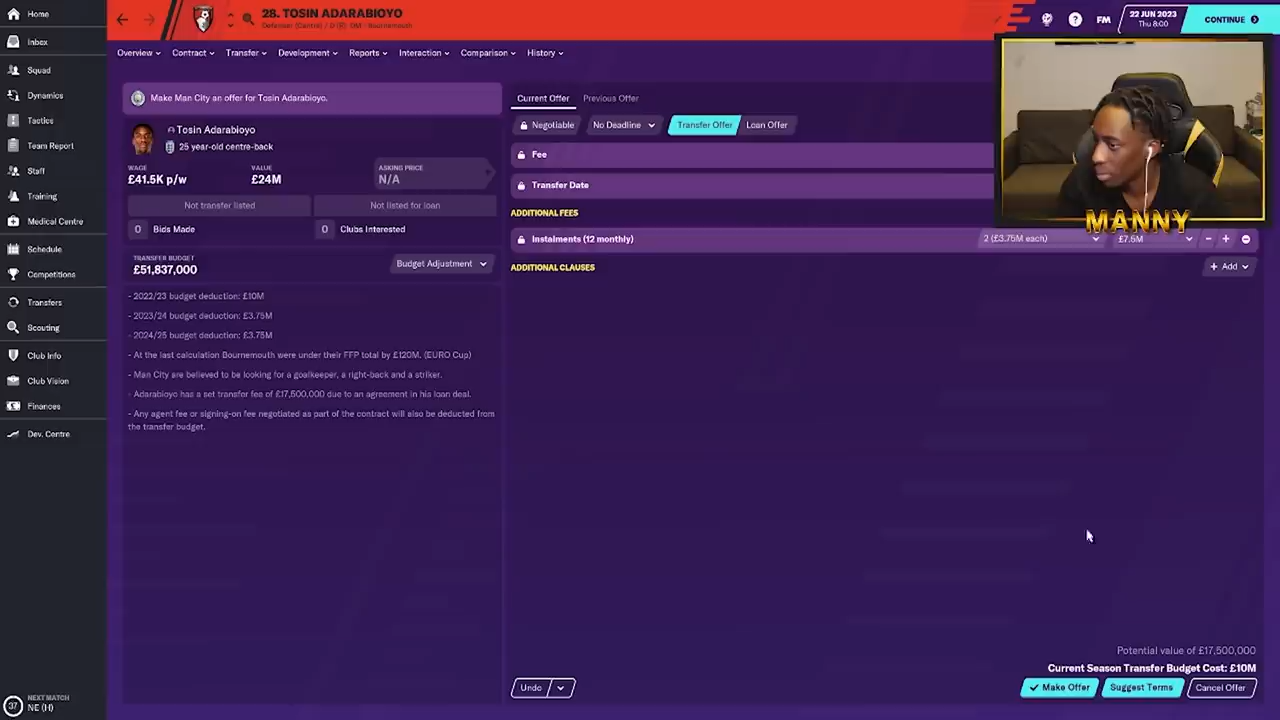 Home
Inbox
Squad
Dynamics
Tactics
Team Report
Staff
Training
Medical Centre
Schedule
Competitions
Transfers
Scouting
Club Info
Club Vision
Finances
Dev. Centre
37
NEXT MATCH
NE (H)
28. TOSIN ADARABIOYO
Defender (Centre) / D (R), DM - Bournemouth
FM
22 JUN 2023
Thu 8:00
CONTINUE
Overview
Contract
Transfer
Development
Reports
Interaction
Comparison
History
Make Man City an offer for Tosin Adarabioyo.
Tosin Adarabioyo
25 year-old centre-back
WAGE
£41.5K p/w
VALUE
£24M
ASKING PRICE
N/A
Not transfer listed
Not listed for loan
0 Bids Made
0 Clubs Interested
TRANSFER BUDGET
£51,837,000
Budget Adjustment
- 2022/23 budget deduction: £10M
- 2023/24 budget deduction: £3.75M
- 2024/25 budget deduction: £3.75M
- At the last calculation Bournemouth were under their FFP total by £120M. (EURO Cup)
- Man City are believed to be looking for a goalkeeper, a right-back and a striker.
- Adarabioyo has a set transfer fee of £17,500,000 due to an agreement in his loan deal.
- Any agent fee or signing-on fee negotiated as part of the contract will also be deducted from
the transfer budget.
Current Offer
Previous Offer
Negotiable
No Deadline
Transfer Offer
Loan Offer
Fee
Transfer Date
ADDITIONAL FEES
Instalments (12 monthly)
2 (£3.75M each)
£7.5M
ADDITIONAL CLAUSES
+ Add
MANNY
Potential value of £17,500,000
Current Season Transfer Budget Cost: £10M
Undo
Make Offer
Suggest Terms
Cancel Offer